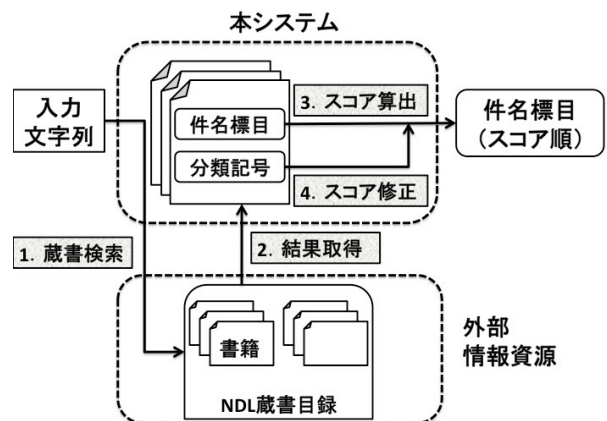 本システム
入力
文字列
件名標目
分類記号
3. スコア算出
4. スコア修正
件名標目
(スコア順)
1. 蔵書検索
2. 結果取得
書籍
NDL蔵書目録
外部
情報資源